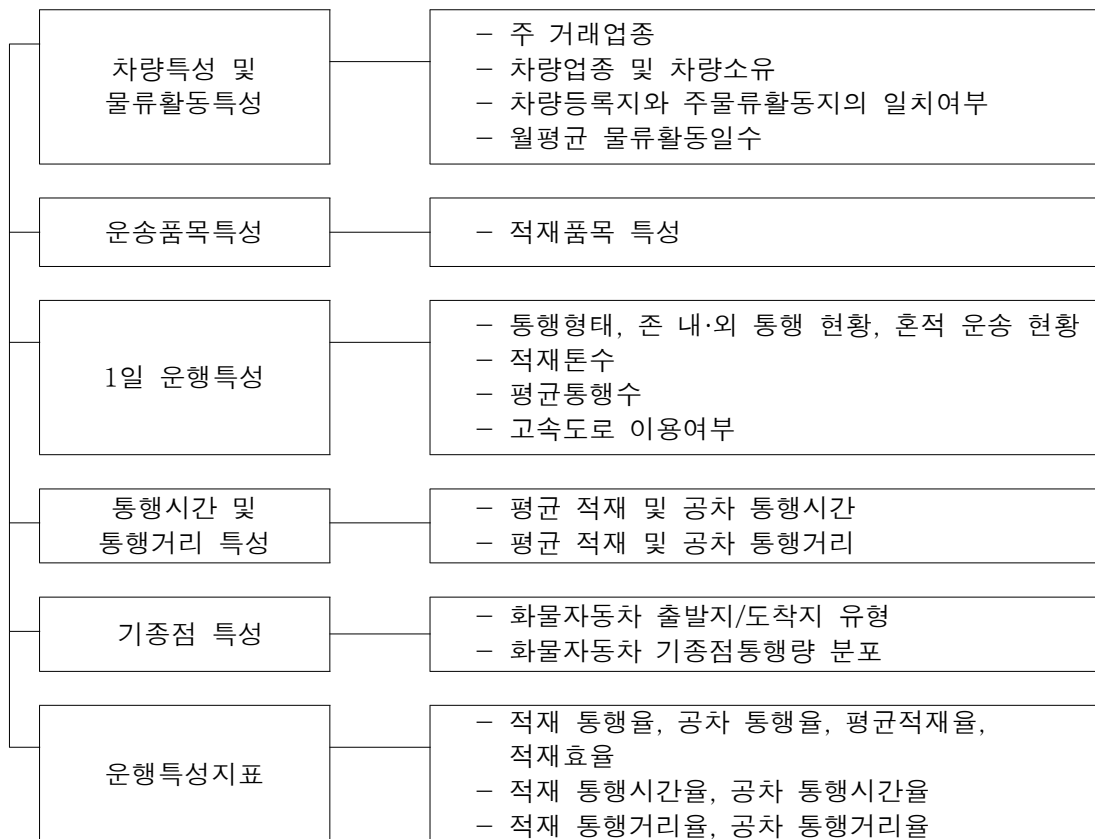 차량특성 및
물류활동특성
– 주 거래업종
– 차량업종 및 차량소유
– 차량등록지와 주물류활동지의 일치여부
– 월평균 물류활동일수
운송품목특성
– 적재품목 특성
1일 운행특성
– 통행형태, 존 내·외 통행 현황, 혼적 운송 현황
– 적재톤수
– 평균통행수
– 고속도로 이용여부
통행시간 및
통행거리 특성
– 평균 적재 및 공차 통행시간
– 평균 적재 및 공차 통행거리
기종점 특성
– 화물자동차 출발지/도착지 유형
– 화물자동차 기종점통행량 분포
운행특성지표
– 적재 통행율, 공차 통행율, 평균적재율,
적재효율
– 적재 통행시간율, 공차 통행시간율
– 적재 통행거리율, 공차 통행거리율